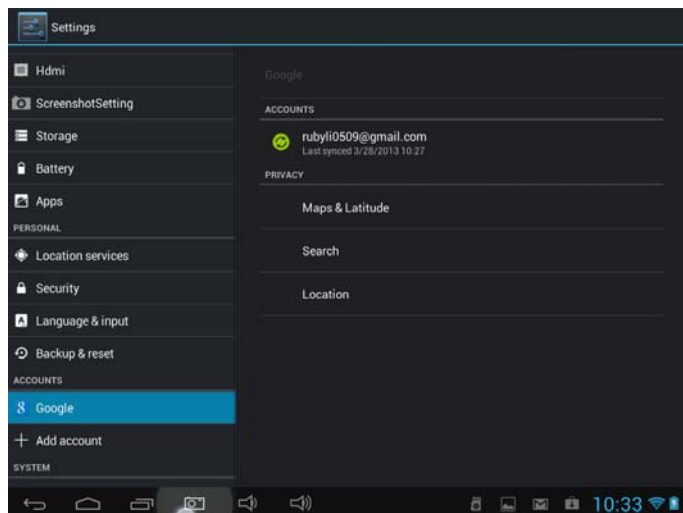 Settings
Hdmi
ScreenshotSetting
Storage
Battery
Apps
PERSONAL
Location services
Security
Language & input
Backup & reset
ACCOUNTS
Google
Add account
SYSTEM
Google
ACCOUNTS
rubyli0509@gmail.com
Last synced 3/28/2013 10:27
PRIVACY
Maps & Latitude
Search
Location
10:33